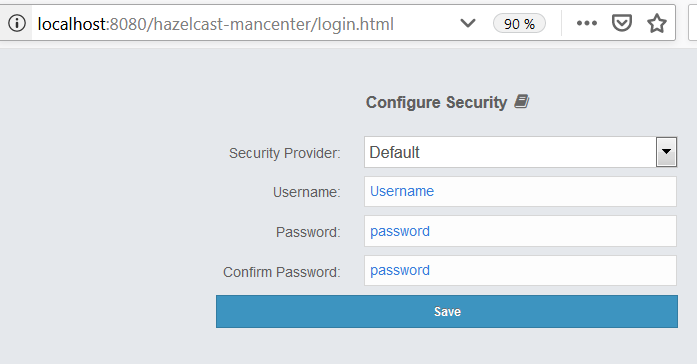 localhost:8080/hazelcast-mancenter/login.html 90 %
Configure Security
Security Provider: Default
Username: Username
Password: password
Confirm Password: password
Save